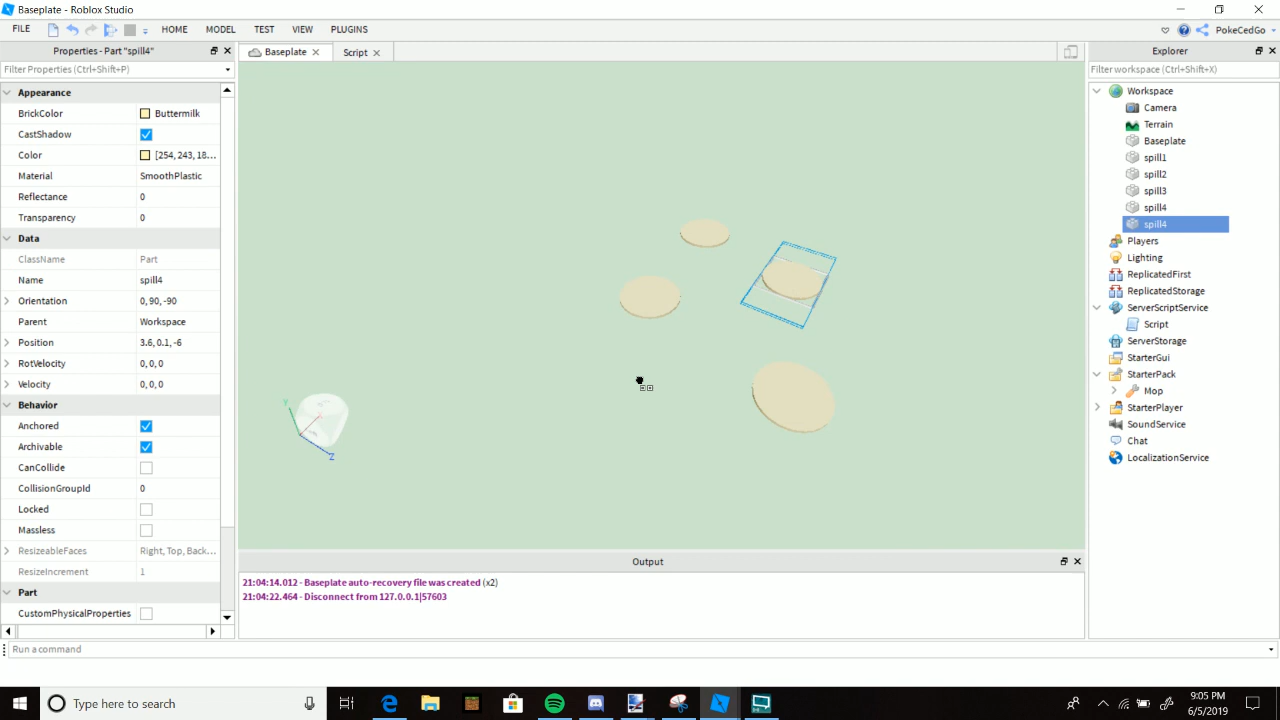 Baseplate - Roblox Studio
FILE HOME MODEL TEST VIEW PLUGINS PokeCedGo
Properties - Part "spill4"
Filter Properties (Ctrl+Shift+P)
Appearance
BrickColor Buttermilk
CastShadow
Color [254, 243, 18...
Material SmoothPlastic
Reflectance 0
Transparency 0
Data
ClassName Part
Name spill4
Orientation 0, 90, -90
Parent Workspace
Position 3.6, 0.1, -6
RotVelocity 0, 0, 0
Velocity 0, 0, 0
Behavior
Anchored
Archivable
CanCollide
CollisionGroupId 0
Locked
Massless
ResizeableFaces Right, Top, Back...
ResizeIncrement 1
Part
CustomPhysicalProperties
Baseplate Script
Y
Z
Output
21:04:14.012 - Baseplate auto-recovery file was created (x2)
21:04:22.464 - Disconnect from 127.0.0.1|57603
Explorer
Filter workspace (Ctrl+Shift+X)
Workspace
Camera
Terrain
Baseplate
spill1
spill2
spill3
spill4
spill4
Players
Lighting
ReplicatedFirst
ReplicatedStorage
ServerScriptService
Script
ServerStorage
StarterGui
StarterPack
Mop
StarterPlayer
SoundService
Chat
LocalizationService
Run a command
Type here to search
9:05 PM
6/5/2019